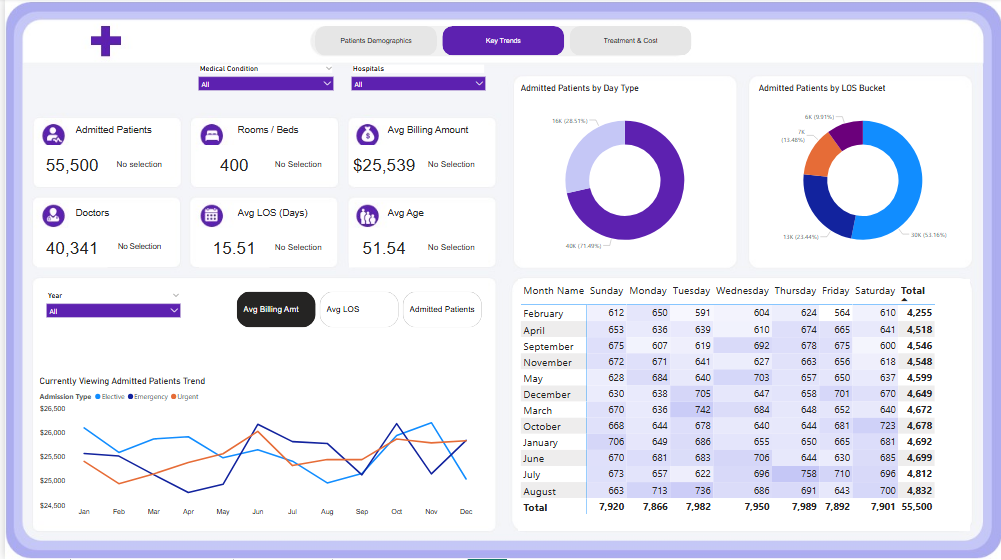 Patients Demographics
Key Trends
Treatment & Cost
Medical Condition
All
Hospitals
All
Admitted Patients
55,500 No selection
Rooms / Beds
400 No Selection
Avg Billing Amount
$25,539 No Selection
Doctors
40,341 No Selection
Avg LOS (Days)
15.51 No Selection
Avg Age
51.54 No Selection
Admitted Patients by Day Type
16K (28.51%)
40K (71.49%)
Admitted Patients by LOS Bucket
6K (9.91%)
7K
(13.48%)
13K (23.44%)
30K (53.16%)
Year
All
Avg Billing Amt
Avg LOS
Admitted Patients
Currently Viewing Admitted Patients Trend
Admission Type Elective Emergency Urgent
$26,500
$26,000
$25,500
$25,000
$24,500
Jan Feb Mar Apr May Jun Jul Aug Sep Oct Nov Dec
Month Name Sunday Monday Tuesday Wednesday Thursday Friday Saturday Total
February 612 650 591 604 624 564 610 4,255
April 653 636 639 610 674 665 641 4,518
September 675 607 619 692 678 675 600 4,546
November 672 671 641 627 663 656 618 4,548
May 628 684 640 703 657 650 637 4,599
December 630 638 705 647 658 701 670 4,649
March 670 636 742 684 648 652 640 4,672
October 668 644 678 640 644 681 723 4,678
January 706 649 686 655 650 665 681 4,692
June 670 681 683 706 644 630 685 4,699
July 673 657 622 696 758 710 696 4,812
August 663 713 736 686 691 643 700 4,832
Total 7,920 7,866 7,982 7,950 7,989 7,892 7,901 55,500